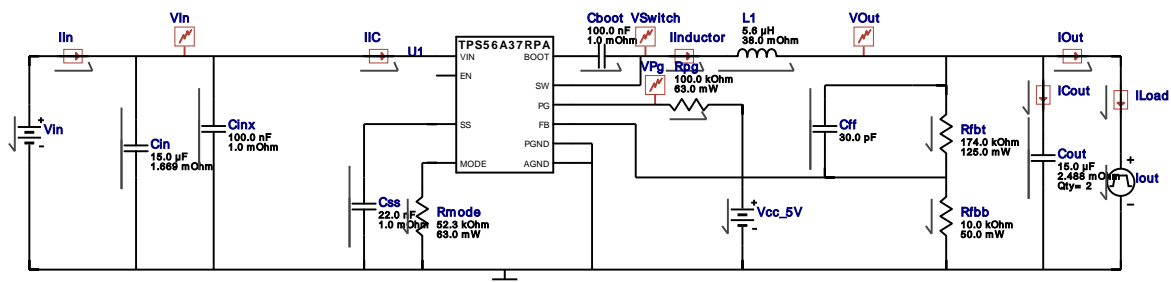 IIn
VIn
IIC
U1
TPS56A37RPA
VIN
EN
SS
MODE
BOOT
SW
PG
FB
PGND
AGND
Cboot
100.0 nF
1.0 mOhm
VSwitch
IInductor
L1
5.6 µH
38.0 mOhm
VOut
IOut
VPg
Rpg
100.0 kOhm
63.0 mW
ICout
ILoad
Vin
Cin
15.0 µF
1.669 mOhm
Cinx
100.0 nF
1.0 mOhm
Css
22.0 nF
1.0 mOhm
Rmode
52.3 kOhm
63.0 mW
Vcc_5V
Cff
30.0 pF
Rfbt
174.0 kOhm
125.0 mW
Rfbb
10.0 kOhm
50.0 mW
Cout
15.0 µF
2.488 mOhm
Qty= 2
Iout